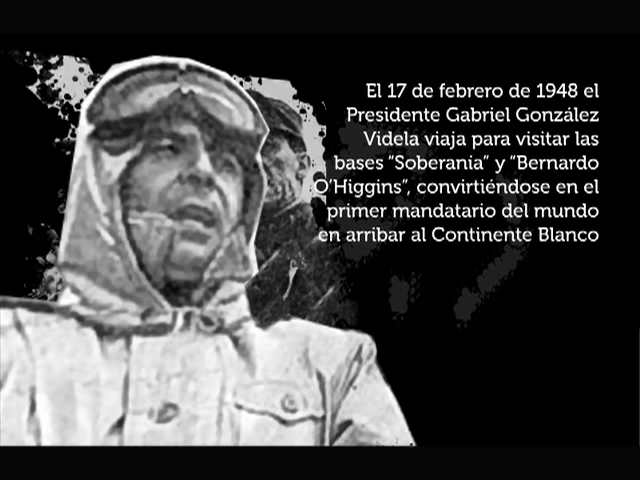 El 17 de febrero de 1948 el
Presidente Gabriel González
Videla viaja para visitar las
bases "Soberanía" y "Bernardo
O'Higgins", convirtiéndose en el
primer mandatario del mundo
en arribar al Continente Blanco